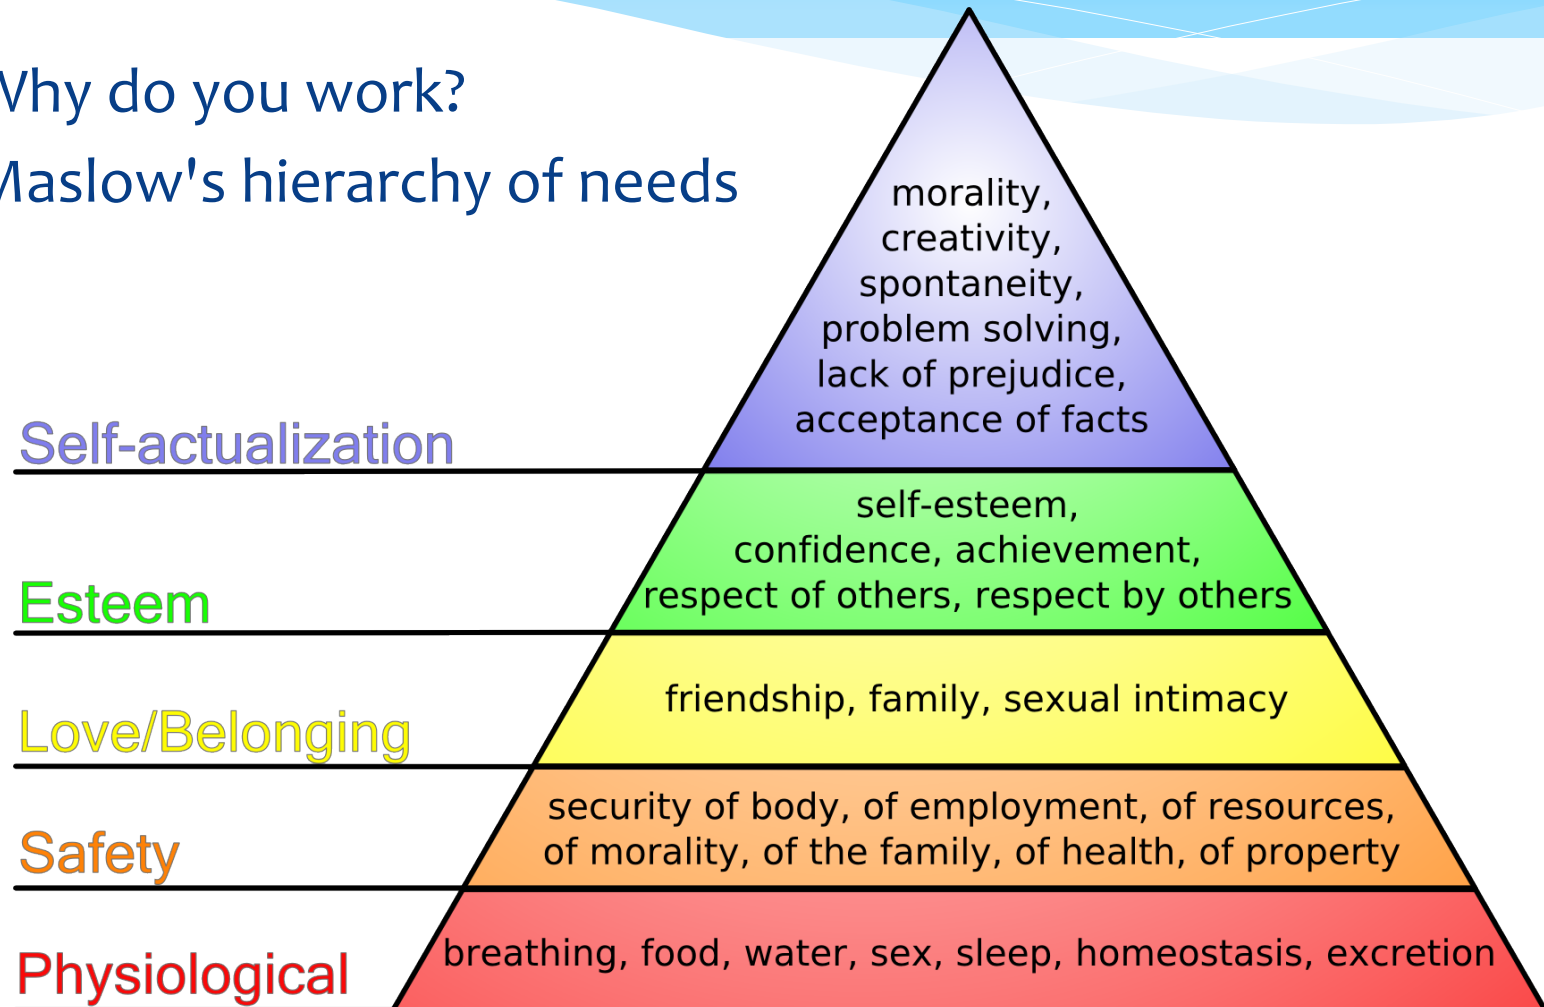 Why do you work?
Maslow's hierarchy of needs
morality,
creativity,
spontaneity,
problem solving,
lack of prejudice,
acceptance of facts
Self-actualization
self-esteem,
confidence, achievement,
respect of others, respect by others
Esteem
friendship, family, sexual intimacy
Love/Belonging
security of body, of employment, of resources,
of morality, of the family, of health, of property
Safety
breathing, food, water, sex, sleep, homeostasis, excretion
Physiological